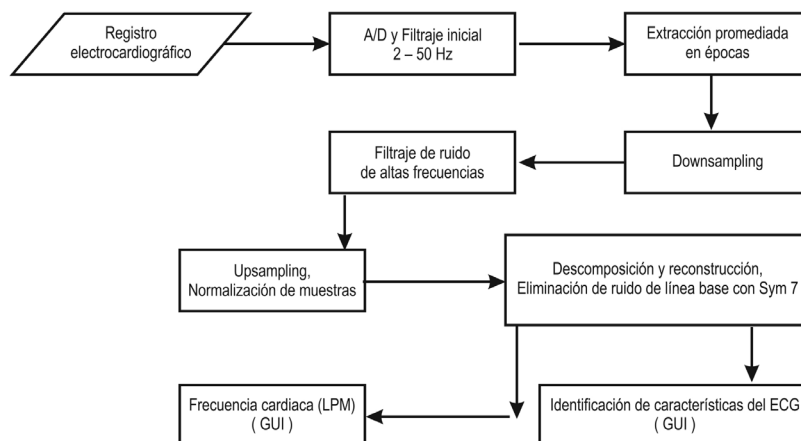 Registro
electrocardiográfico
A/D y Filtraje inicial
2 – 50 Hz
Extracción promediada
en épocas
Filtraje de ruido
de altas frecuencias
Downsampling
Upsampling,
Normalización de muestras
Descomposición y reconstrucción,
Eliminación de ruido de línea base con Sym 7
Frecuencia cardiaca (LPM)
( GUI )
Identificación de características del ECG
( GUI )